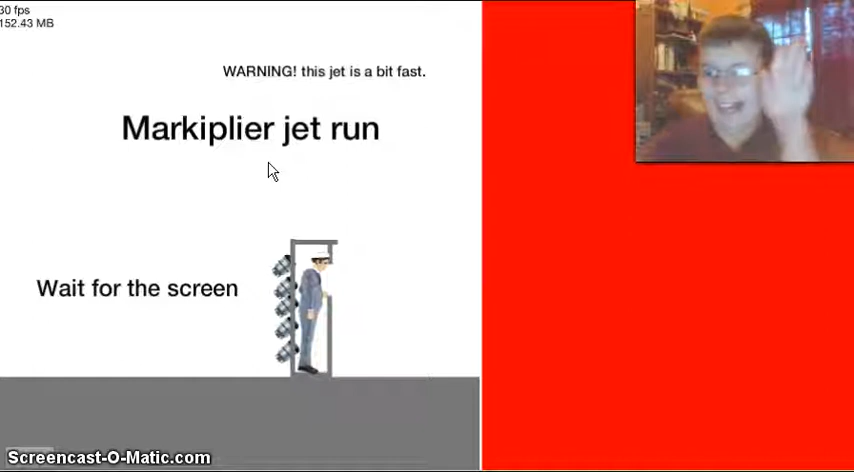 30 fps
152.43 MB
WARNING! this jet is a bit fast.
Markiplier jet run
Wait for the screen
Screencast-O-Matic.com